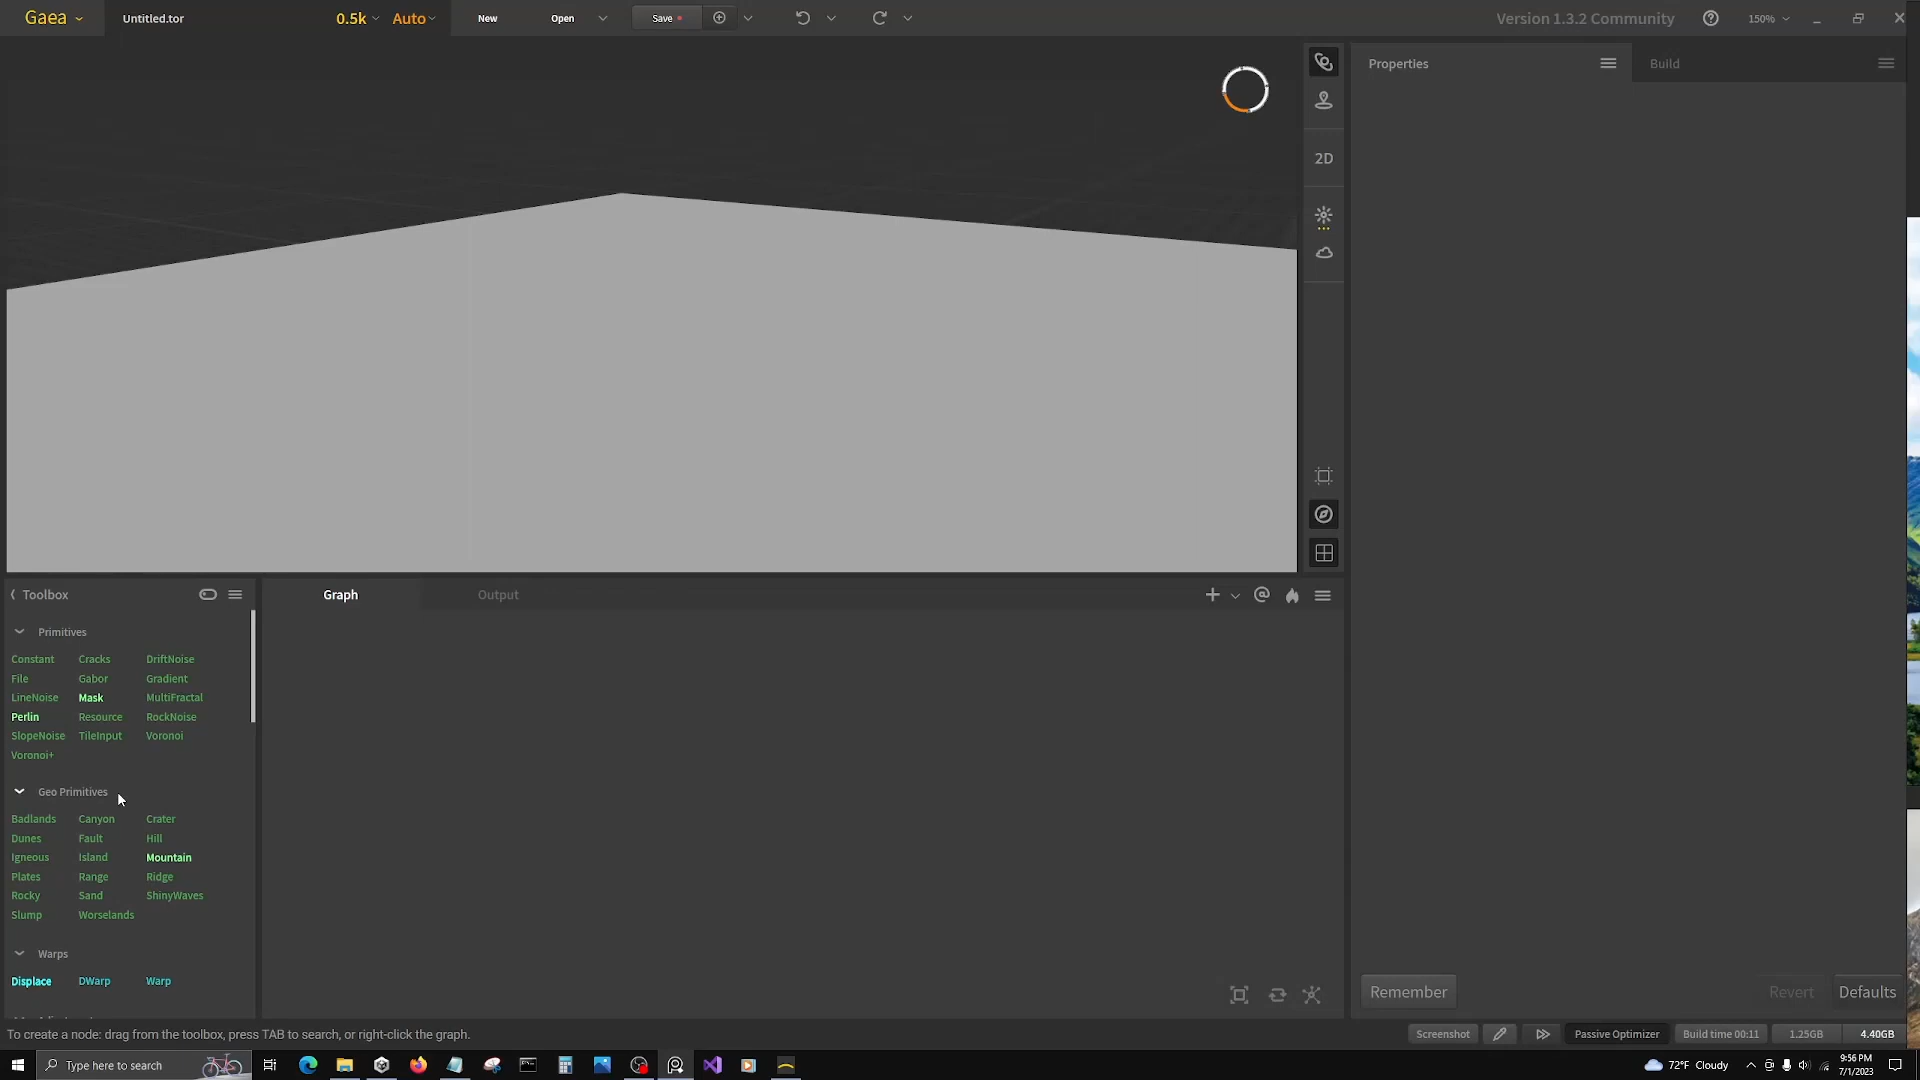 Gaea Untitled.tor 0.5k Auto New Open Save Version 1.3.2 Community 150%
Properties Build
2D
Toolbox Graph Output
Primitives
Constant Cracks DriftNoise
File Gabor Gradient
LineNoise Mask MultiFractal
Perlin Resource RockNoise
SlopeNoise TileInput Voronoi
Voronoi+
Geo Primitives
Badlands Canyon Crater
Dunes Fault Hill
Igneous Island Mountain
Plates Range Ridge
Rocky Sand ShinyWaves
Slump Worselands
Warps
Displace DWarp Warp
Remember Revert Defaults
To create a node: drag from the toolbox, press TAB to search, or right-click the graph. Screenshot Passive Optimizer Build time 00:11 1.25GB 4.40GB
Type here to search 72°F Cloudy 9:56 PM
7/1/2023